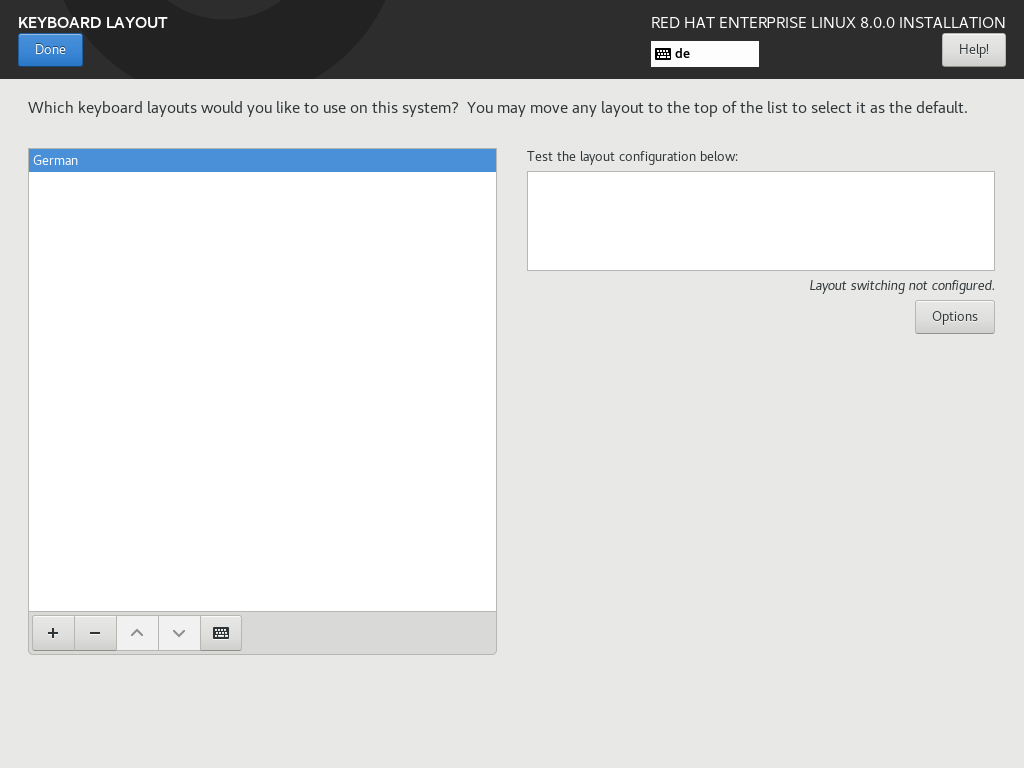 KEYBOARD LAYOUT
RED HAT ENTERPRISE LINUX 8.0.0 INSTALLATION
Done
de
Help!
Which keyboard layouts would you like to use on this system?  You may move any layout to the top of the list to select it as the default.
German
Test the layout configuration below:
Layout switching not configured.
Options